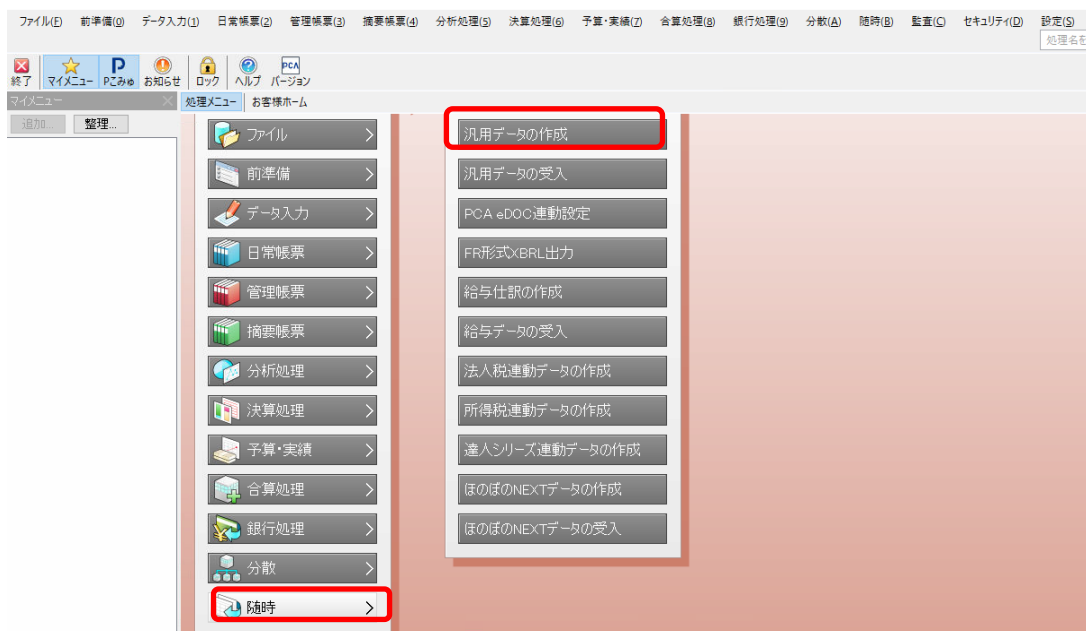 ファイル(F) 前準備(0) データ入力(1) 日常帳票(2) 管理帳票(3) 摘要帳票(4) 分析処理(5) 決算処理(6) 予算・実績(7) 合算処理(8) 銀行処理(9) 分散(A) 随時(B) 監査(C) セキュリティ(D) 設定(S)
処理名を
終了 マイメニュー Pこみゅ お知らせ ロック ヘルプ バージョン
PCA
マイメニュー 処理メニュー お客様ホーム
追加... 整理...
ファイル
前準備
データ入力
日常帳票
管理帳票
摘要帳票
分析処理
決算処理
予算・実績
合算処理
銀行処理
分散
随時
汎用データの作成
汎用データの受入
PCA eDOC連動設定
FR形式XBRL出力
給与仕訳の作成
給与データの受入
法人税連動データの作成
所得税連動データの作成
達人シリーズ連動データの作成
ほのぼのNEXTデータの作成
ほのぼのNEXTデータの受入